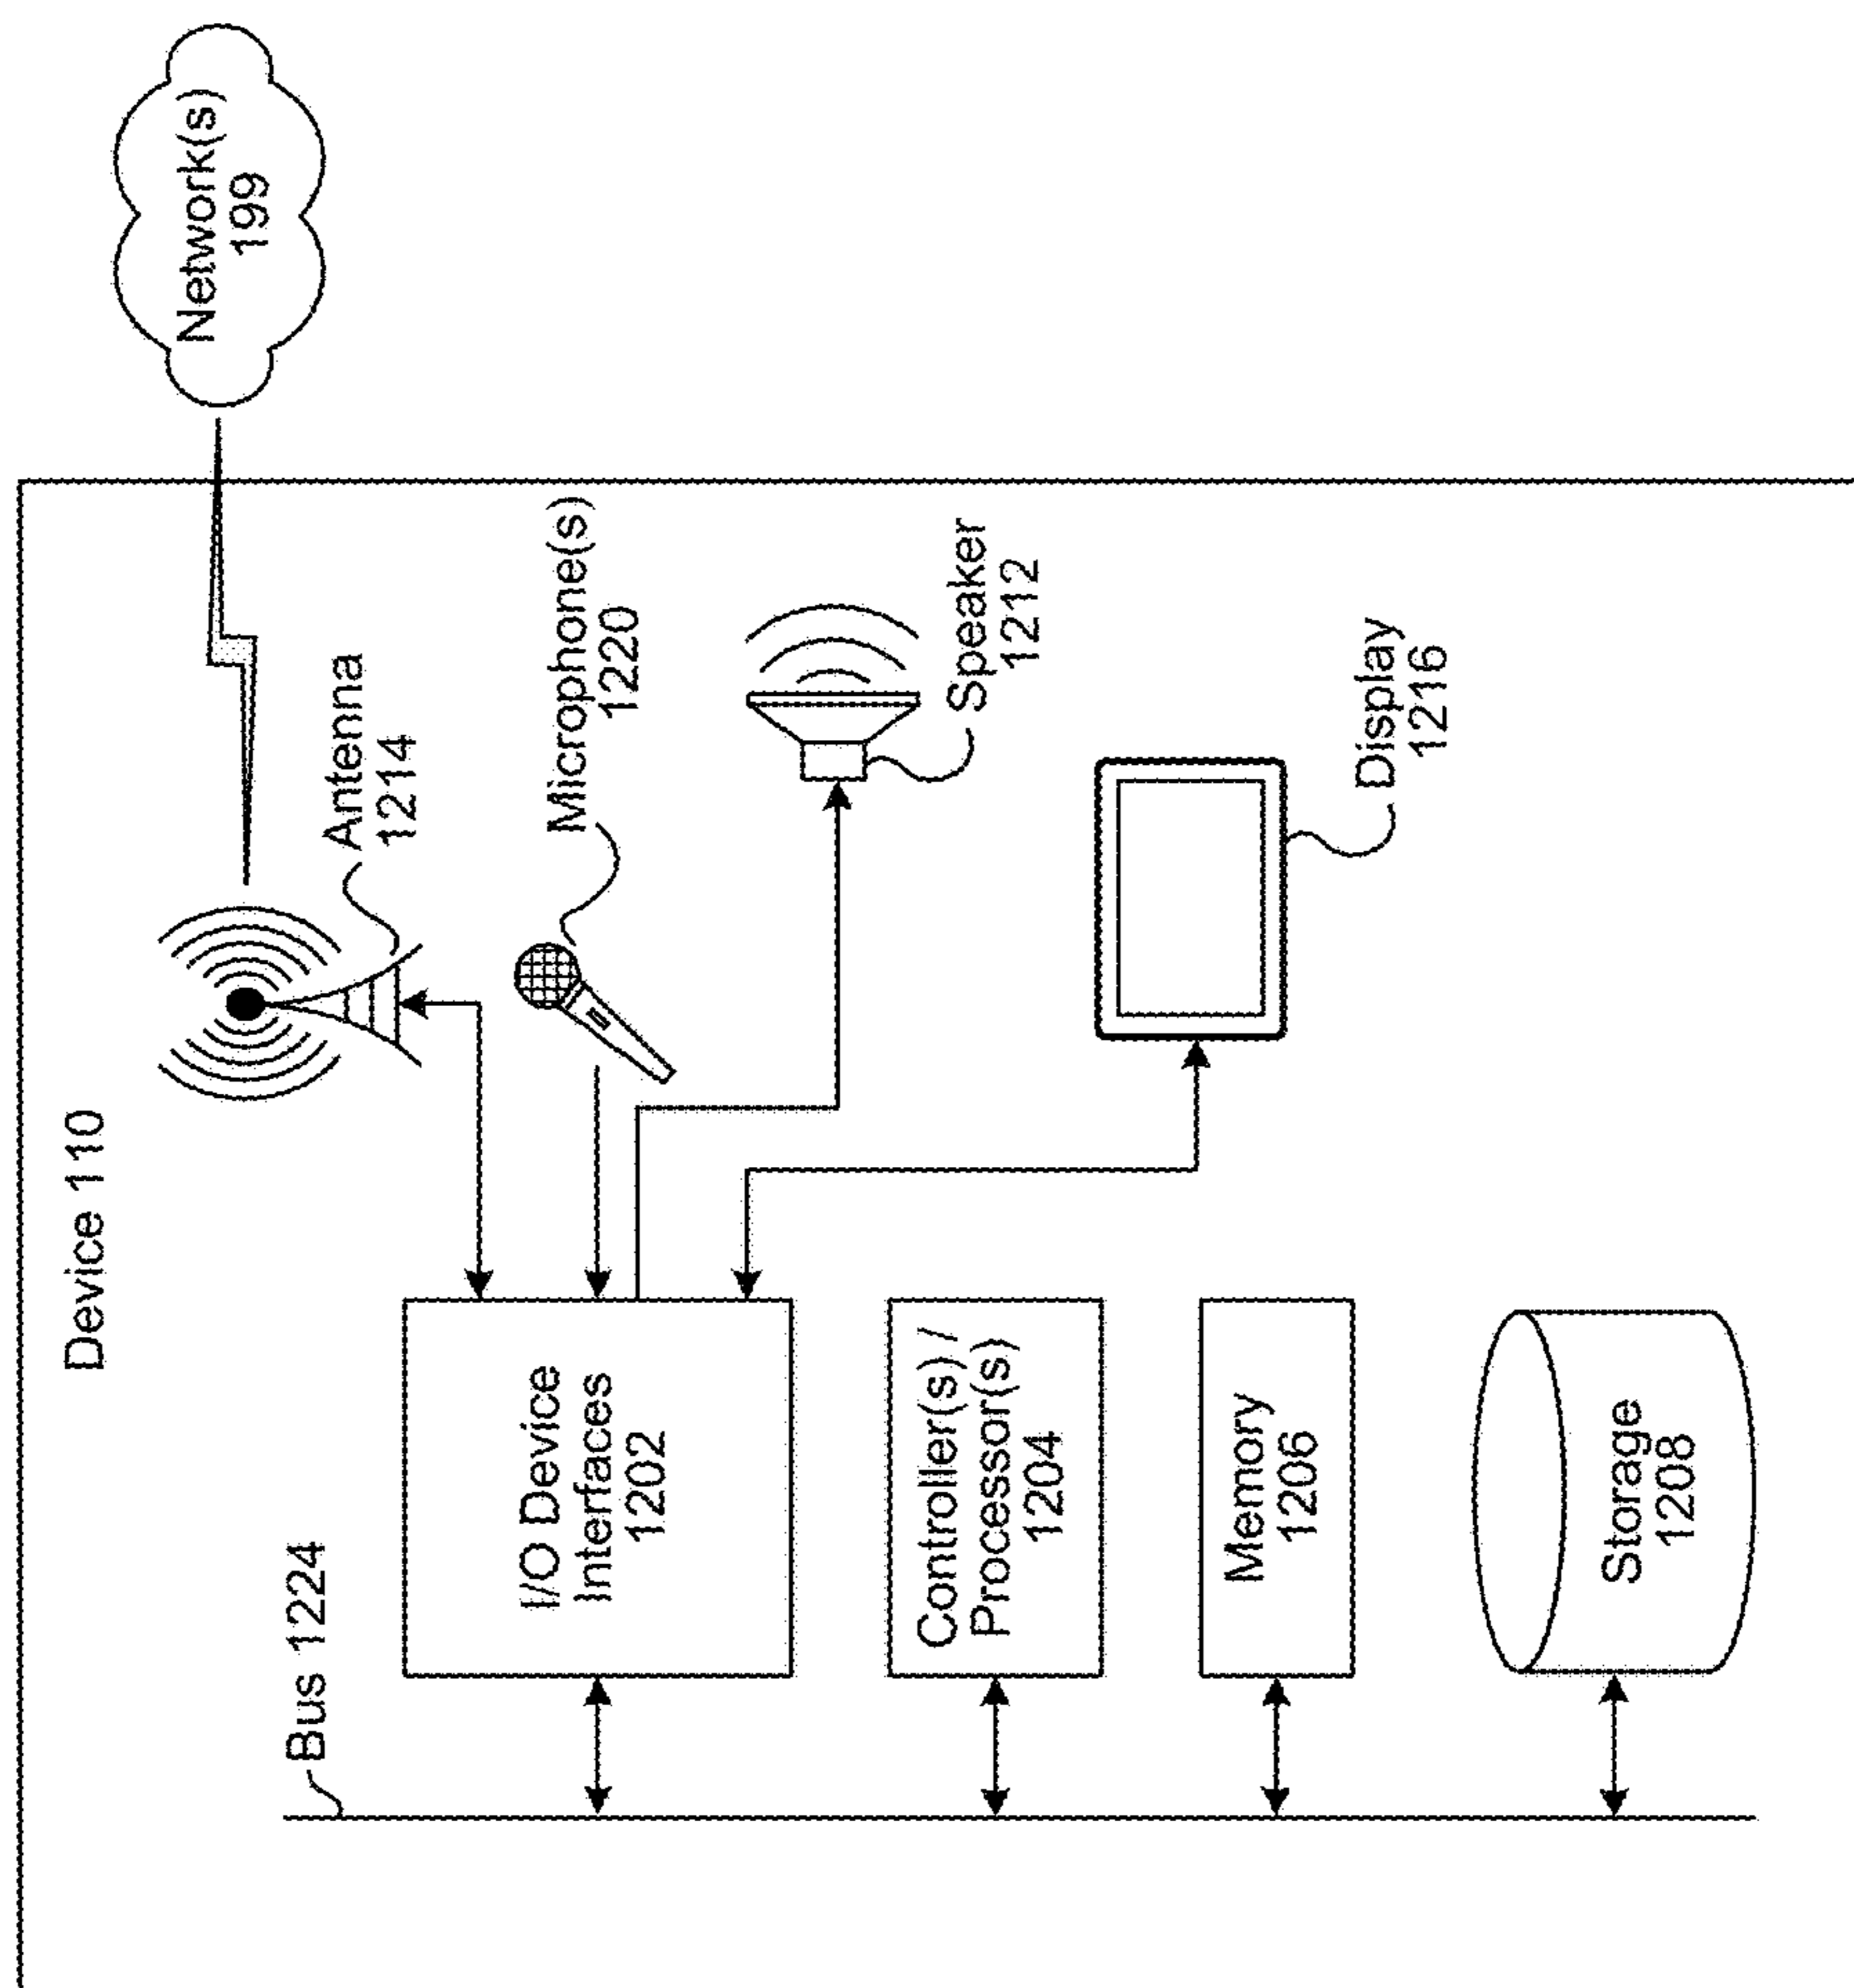 Device 110
Network(s)
199
Bus 1224
Antenna
1214
I/O Device
Interfaces
1202
Microphone(s)
1220
Speaker
1212
Controller(s) /
Processor(s)
1204
Display
1216
Memory
1206
Storage
1208